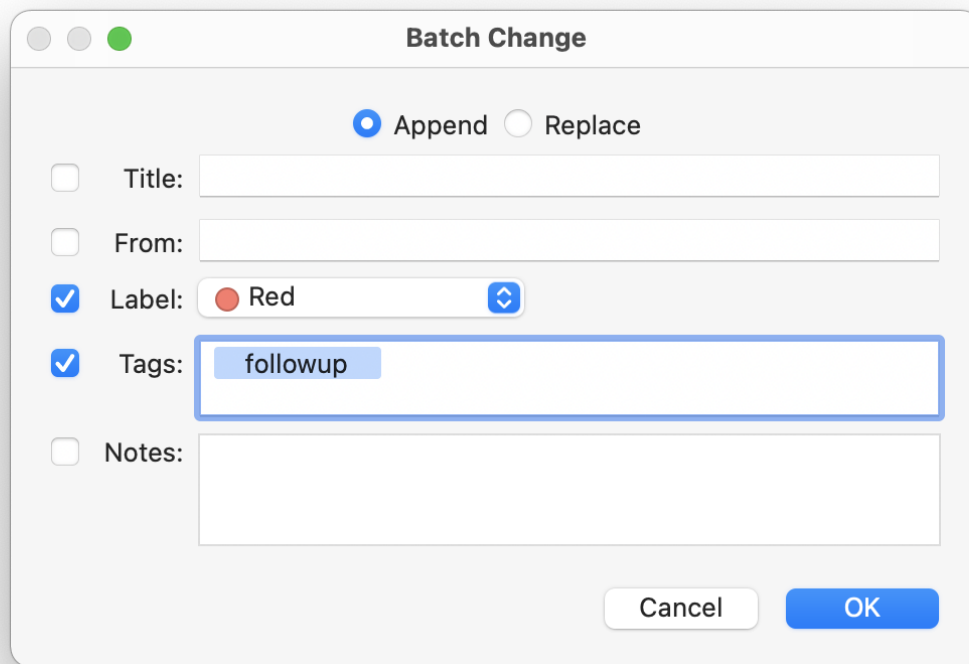 Batch Change
Append Replace
Title:
From:
Label: Red
Tags: followup
Notes:
Cancel OK